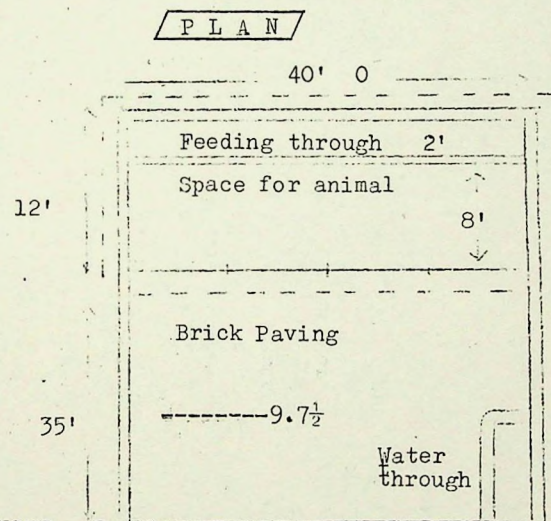 PLAN
40' 0
Feeding through 2'
Space for animal
12'
8'
Brick Paving
9.7½
35'
Water
through